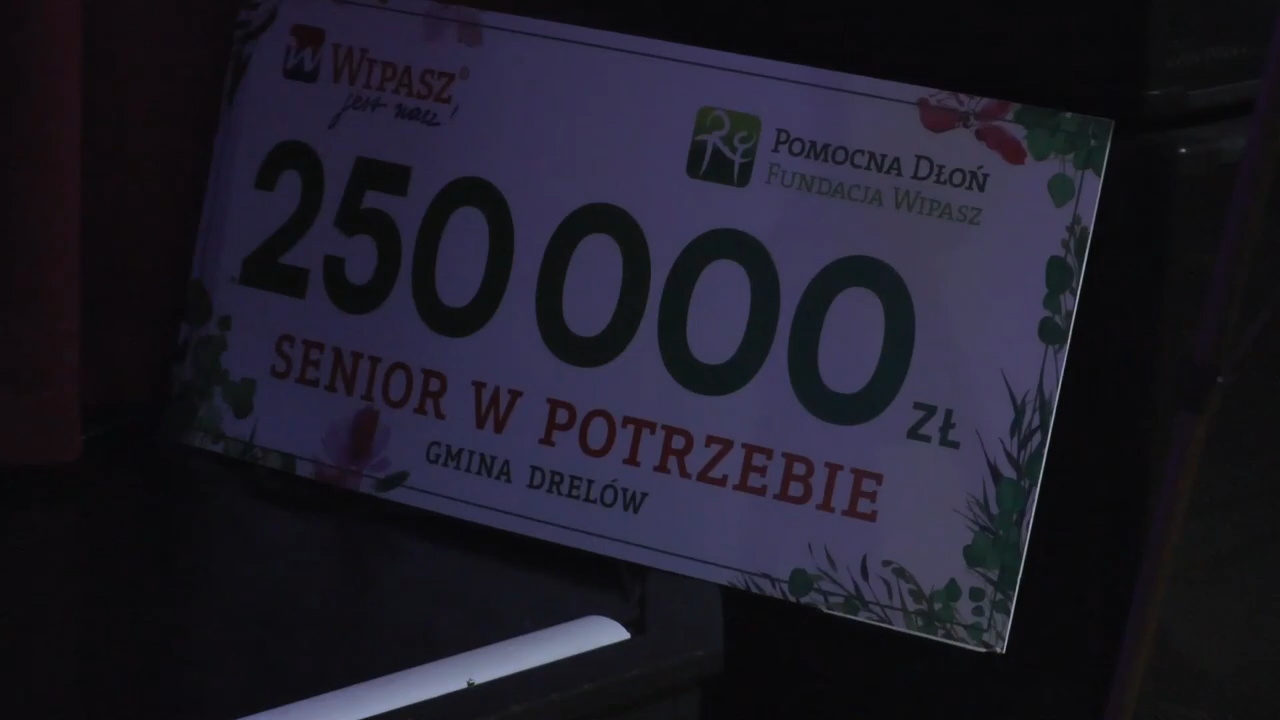 WIPASZ®
jest nasz!
POMOCNA DŁOŃ
FUNDACJA WIPASZ
250 000 ZŁ
SENIOR W POTRZEBIE
GMINA DRELÓW